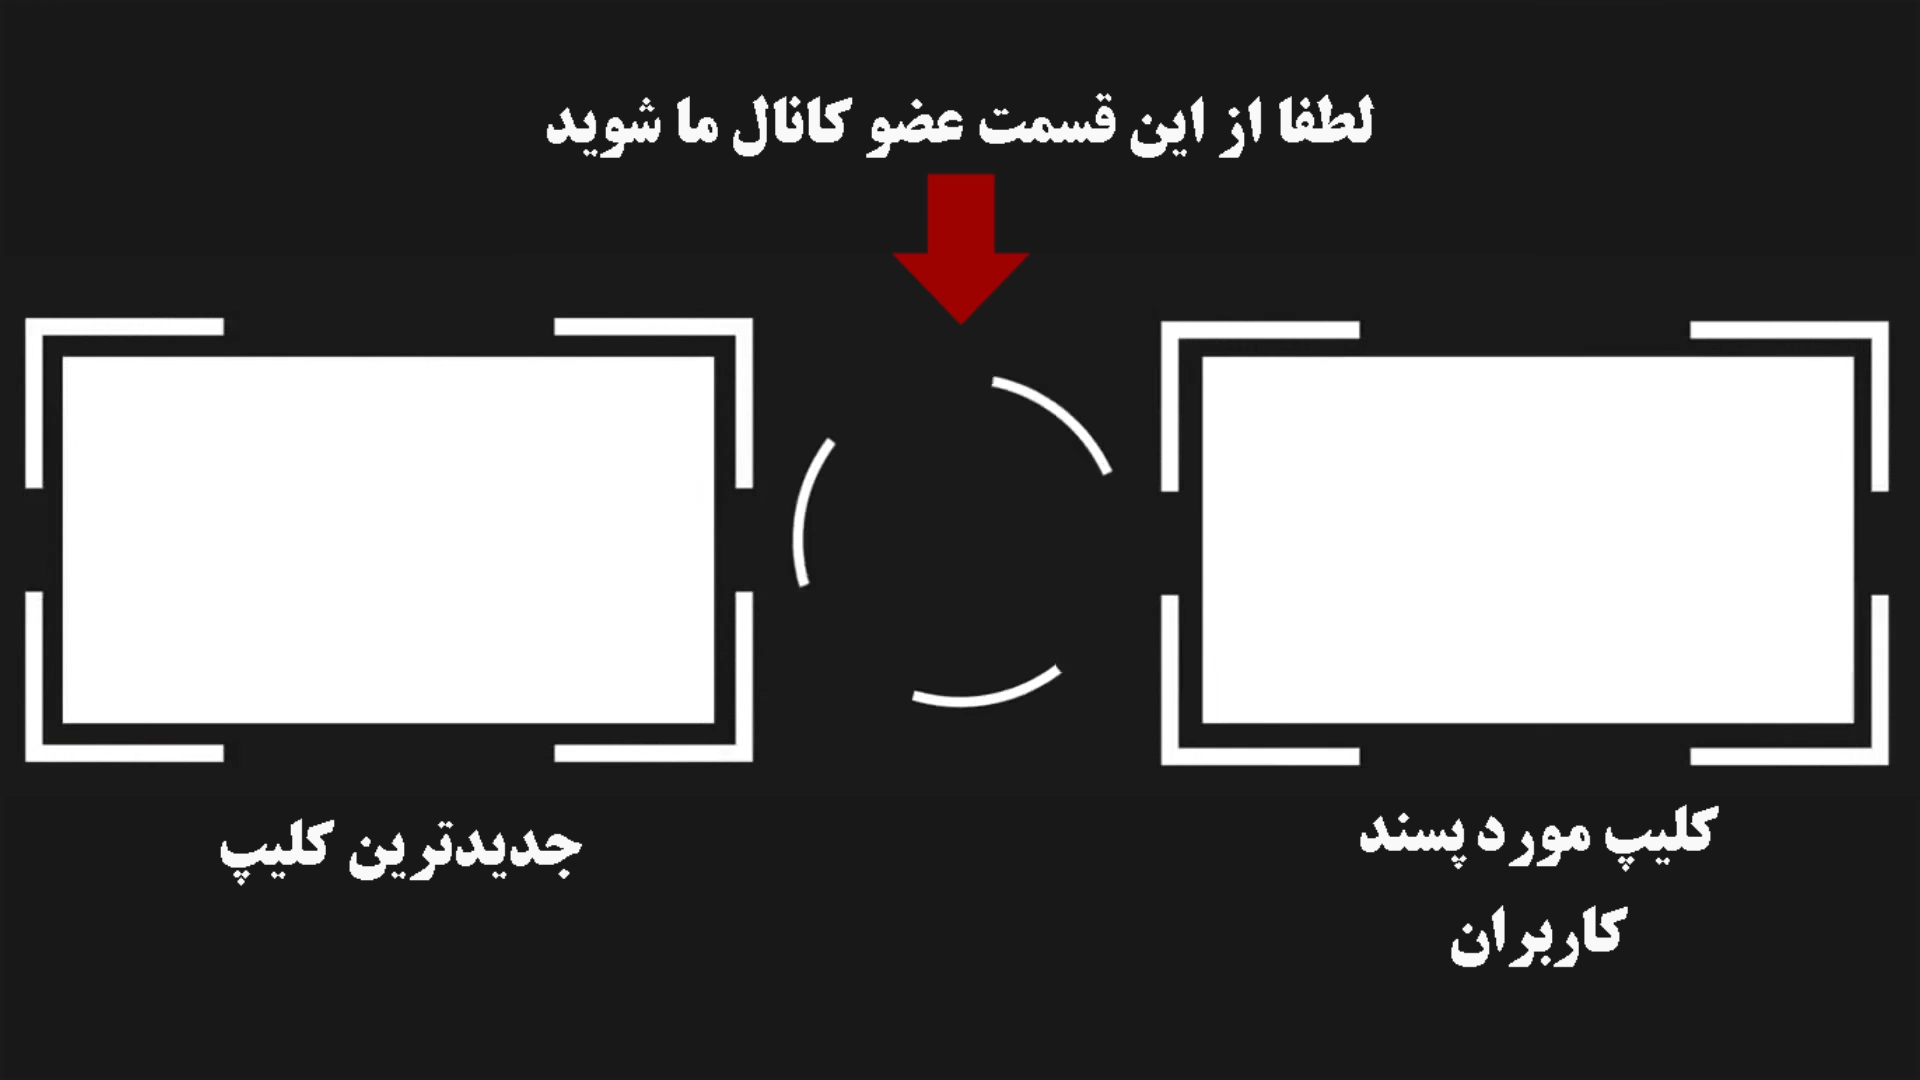 لطفا از این قسمت عضو کانال ما شوید
کلیپ مورد پسند
کاربران
جدیدترین کلیپ